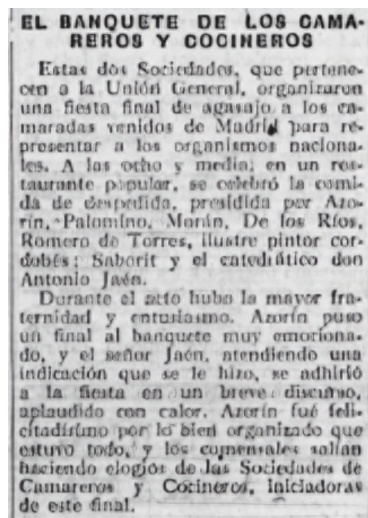 EL BANQUETE DE LOS CAMA-
REROS Y COCINEROS
Estas dos Sociedades, que pertene-
cen a la Unión General, organizaron
una fiesta final de agasajo a los ca-
maradas venidos de Madrid para re-
presentar a los organismos naciona-
les. A las ocho y media, en un res-
taurante popular, se celebró la comi-
da de despedida, presidida por Azo-
rín, Palomino, Morán, De los Ríos,
Romero de Torres, ilustre pintor cor-
dobés; Saborit y el catedrático don
Antonio Jaén.
Durante el acto hubo la mayor fra-
ternidad y entusiasmo. Azorín puso
un final al banquete muy emociona-
do, y el señor Jaén, atendiendo una
indicación que se le hizo, se adhirió
a la fiesta en un breve discurso,
aplaudido con calor. Azorín fué feli-
citadísimo por lo bien organizado que
estuvo todo, y los comensales salían
haciendo elogios de las Sociedades de
Camareros y Cocineros, iniciadoras
de este final.